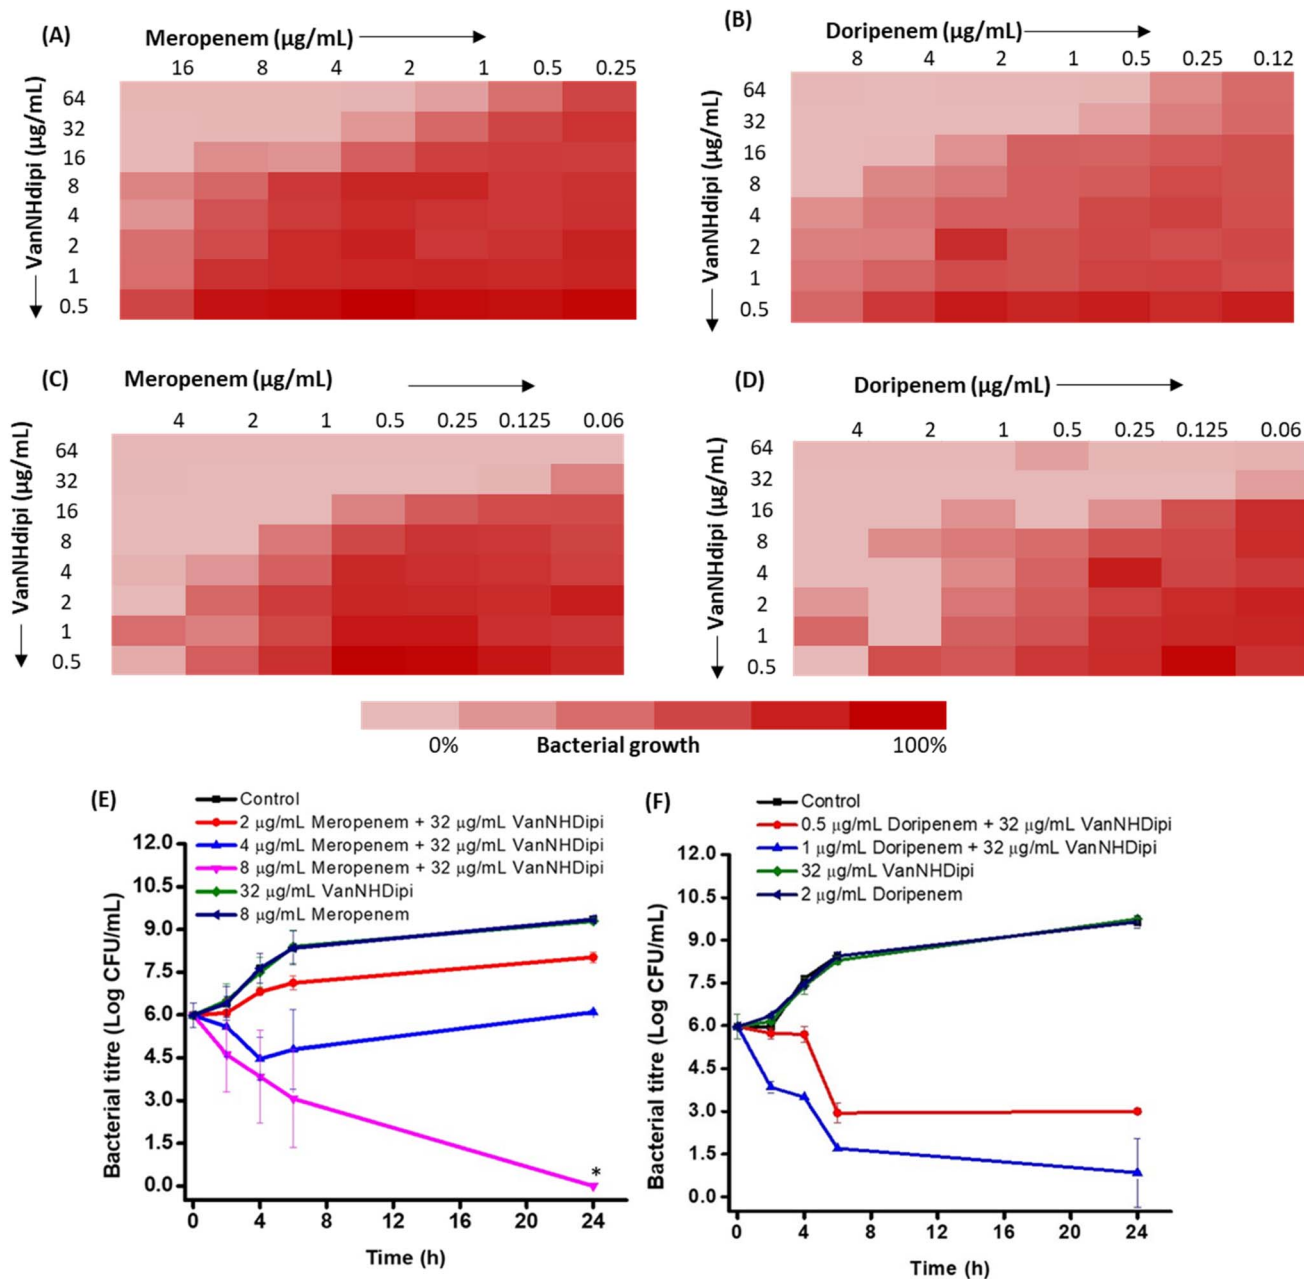 (A)
Meropenem (µg/mL)
16 8 4 2 1 0.5 0.25
VanNHdipi (µg/mL)
64
32
16
8
4
2
1
0.5
(B)
Doripenem (µg/mL)
8 4 2 1 0.5 0.25 0.12
VanNHdipi (µg/mL)
64
32
16
8
4
2
1
0.5
(C)
Meropenem (µg/mL)
4 2 1 0.5 0.25 0.125 0.06
VanNHdipi (µg/mL)
64
32
16
8
4
2
1
0.5
(D)
Doripenem (µg/mL)
4 2 1 0.5 0.25 0.125 0.06
VanNHdipi (µg/mL)
64
32
16
8
4
2
1
0.5
0% Bacterial growth 100%
(E)
Control
2 µg/mL Meropenem + 32 µg/mL VanNHDipi
4 µg/mL Meropenem + 32 µg/mL VanNHDipi
8 µg/mL Meropenem + 32 µg/mL VanNHDipi
32 µg/mL VanNHDipi
8 µg/mL Meropenem
Bacterial titre (Log CFU/mL)
12.0
10.5
9.0
7.5
6.0
4.5
3.0
1.5
0.0
*
0 4 8 12 16 20 24
Time (h)
(F)
Control
0.5 µg/mL Doripenem + 32 µg/mL VanNHDipi
1 µg/mL Doripenem + 32 µg/mL VanNHDipi
32 µg/mL VanNHDipi
2 µg/mL Doripenem
Bacterial titre (Log CFU/mL)
12.0
10.5
9.0
7.5
6.0
4.5
3.0
1.5
0.0
0 4 8 12 16 20 24
Time (h)